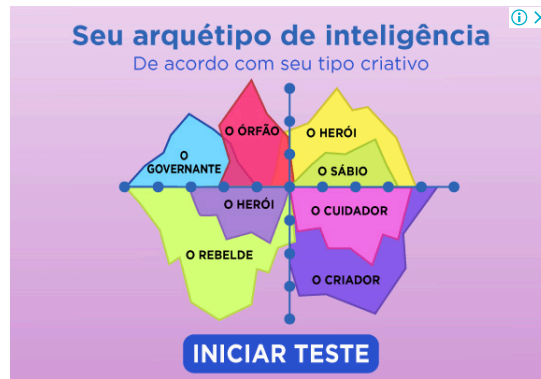 Seu arquétipo de inteligência
De acordo com seu tipo criativo
O ÓRFÃO
O HERÓI
O
GOVERNANTE
O SÁBIO
O HERÓI
O CUIDADOR
O REBELDE
O CRIADOR
INICIAR TESTE